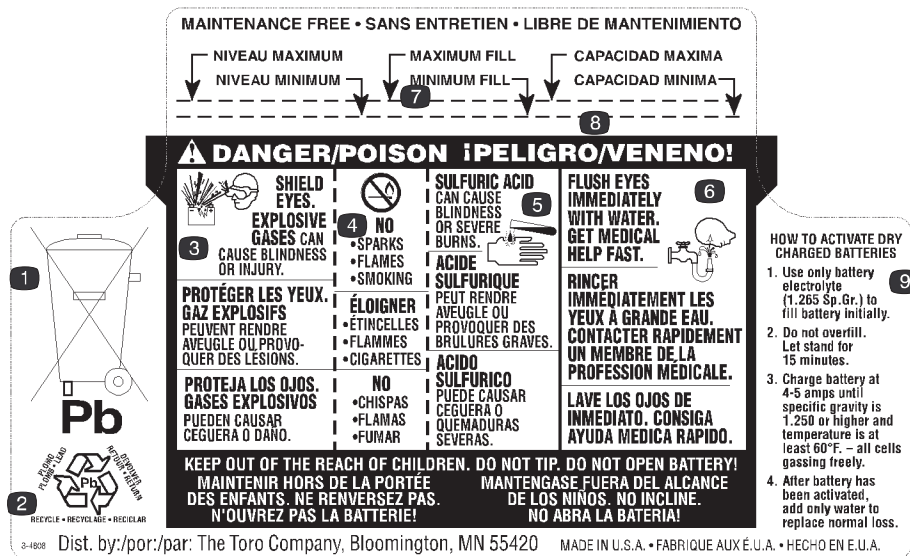 MAINTENANCE FREE • SANS ENTRETIEN • LIBRE DE MANTENIMIENTO
NIVEAU MAXIMUM
NIVEAU MINIMUM
MAXIMUM FILL
MINIMUM FILL
CAPACIDAD MAXIMA
CAPACIDAD MINIMA
7
8
DANGER/POISON ¡PELIGRO/VENENO!
1
Pb
2
PLOMO
PLOMB • LEAD
DEVOLVER
RETOUR • RETURN
Pb
RECYCLE • RECYCLAGE • RECICLAR
3
SHIELD
EYES.
EXPLOSIVE
GASES CAN
CAUSE BLINDNESS
OR INJURY.
PROTÉGER LES YEUX.
GAZ EXPLOSIFS
PEUVENT RENDRE
AVEUGLE OU PROVO-
QUER DES LESIONS.
PROTEJA LOS OJOS.
GASES EXPLOSIVOS
PUEDEN CAUSAR
CEGUERA O DAÑO.
4
NO
•SPARKS
•FLAMES
•SMOKING
ÉLOIGNER
•ÉTINCELLES
•FLAMMES
•CIGARETTES
NO
•CHISPAS
•FLAMAS
•FUMAR
SULFURIC ACID
CAN CAUSE
BLINDNESS
OR SEVERE
BURNS.
5
ACIDE
SULFURIQUE
PEUT RENDRE
AVEUGLE OU
PROVOQUER DES
BRÛLURES GRAVES.
ACIDO
SULFURICO
PUEDE CAUSAR
CEGUERA O
QUEMADURAS
SEVERAS.
FLUSH EYES
IMMEDIATELY
WITH WATER.
GET MEDICAL
HELP FAST.
6
RINCER
IMMEDIATEMENT LES
YEUX À GRANDE EAU.
CONTACTER RAPIDEMENT
UN MEMBRE DE LA
PROFESSION MÉDICALE.
LAVE LOS OJOS DE
INMEDIATO. CONSIGA
AYUDA MEDICA RAPIDO.
KEEP OUT OF THE REACH OF CHILDREN. DO NOT TIP. DO NOT OPEN BATTERY!
MAINTENIR HORS DE LA PORTÉE
DES ENFANTS. NE RENVERSEZ PAS.
N'OUVREZ PAS LA BATTERIE!
MANTENGASE FUERA DEL ALCANCE
DE LOS NIÑOS. NO INCLINE.
NO ABRA LA BATERIA!
HOW TO ACTIVATE DRY
CHARGED BATTERIES
9
1. Use only battery
electrolyte
(1.265 Sp.Gr.) to
fill battery initially.
2. Do not overfill.
Let stand for
15 minutes.
3. Charge battery at
4-5 amps until
specific gravity is
1.250 or higher and
temperature is at
least 60°F. – all cells
gassing freely.
4. After battery has
been activated,
add only water to
replace normal loss.
3-4808 Dist. by:/por:/par: The Toro Company, Bloomington, MN 55420 MADE IN U.S.A. • FABRIQUE AUX É.U.A. • HECHO EN E.U.A.